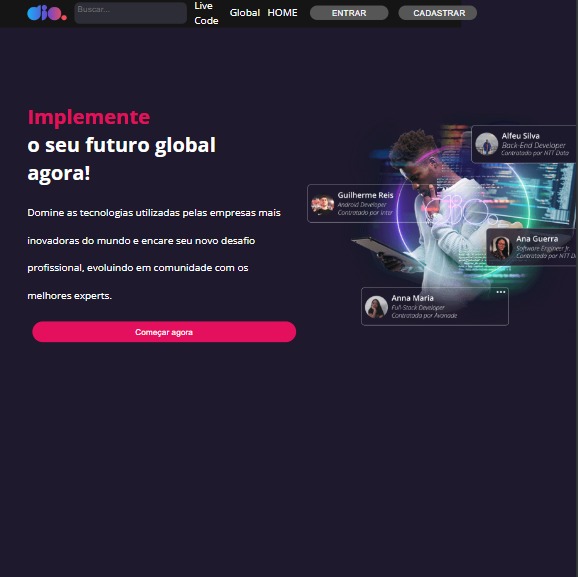 dio.
Buscar...
Live
Code
Global
HOME
ENTRAR
CADASTRAR
Implemente
o seu futuro global
agora!
Domine as tecnologias utilizadas pelas empresas mais
inovadoras do mundo e encare seu novo desafio
profissional, evoluindo em comunidade com os
melhores experts.
Começar agora
Alfeu Silva
Back-End Developer
Contratado por NTT Data
Guilherme Reis
Android Developer
Contratado por Inter
Ana Guerra
Software Engineer Jr.
Contratada por NTT Da
Anna Maria
Full-Stack Developer
Contratada por Avanade